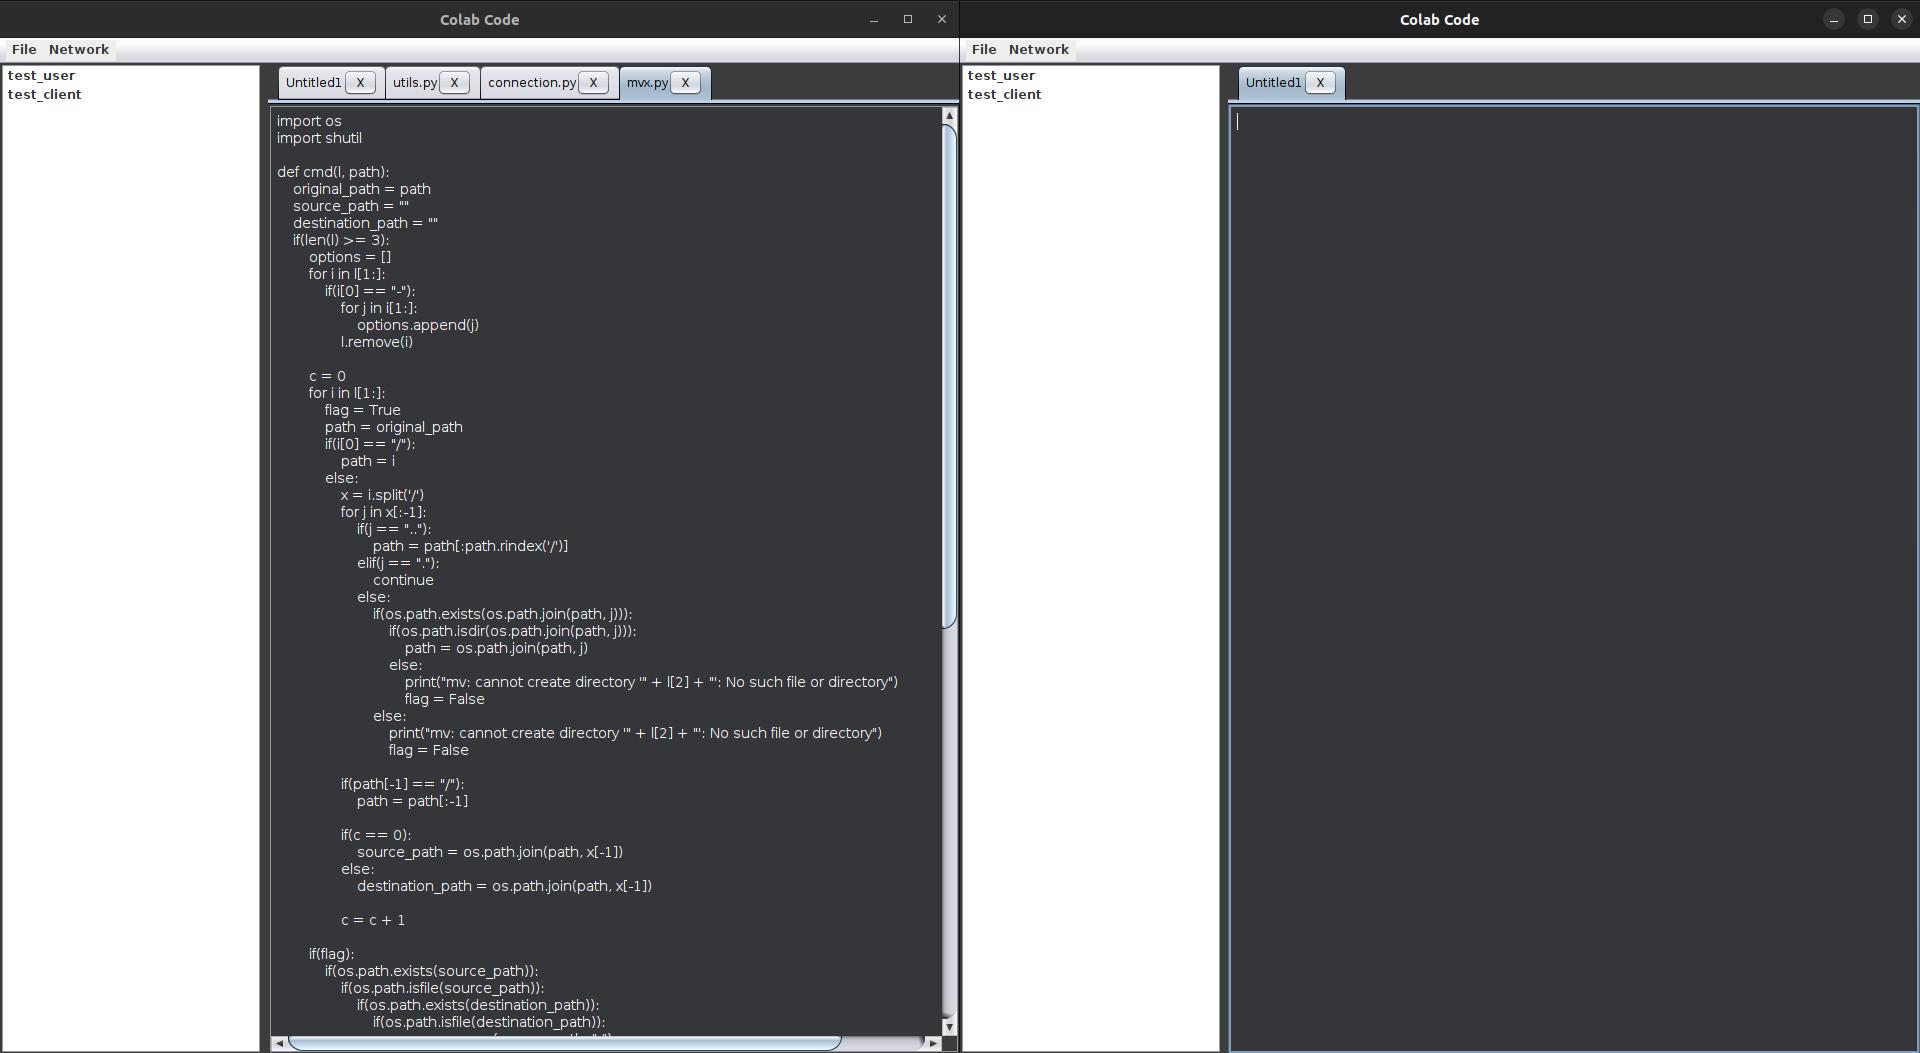 Colab Code
File Network
test_user
test_client
Untitled1 X utils.py X connection.py X mvx.py X
import os
import shutil
def cmd(l, path):
    original_path = path
    source_path = ""
    destination_path = ""
    if(len(l) >= 3):
        options = []
        for i in l[1:]:
            if(i[0] == "-"):
                for j in i[1:]:
                    options.append(j)
                l.remove(i)
        c = 0
        for i in l[1:]:
            flag = True
            path = original_path
            if(i[0] == "/"):
                path = i
            else:
                x = i.split('/')
                for j in x[:-1]:
                    if(j == ".."):
                        path = path[:path.rindex('/')]
                    elif(j == "."):
                        continue
                    else:
                        if(os.path.exists(os.path.join(path, j))):
                            if(os.path.isdir(os.path.join(path, j))):
                                path = os.path.join(path, j)
                            else:
                                print("mv: cannot create directory '" + l[2] + "': No such file or directory")
                                flag = False
                        else:
                            print("mv: cannot create directory '" + l[2] + "': No such file or directory")
                            flag = False
                if(path[-1] == "/"):
                    path = path[:-1]
                if(c == 0):
                    source_path = os.path.join(path, x[-1])
                else:
                    destination_path = os.path.join(path, x[-1])
                c = c + 1
        if(flag):
            if(os.path.exists(source_path)):
                if(os.path.isfile(source_path)):
                    if(os.path.exists(destination_path)):
                        if(os.path.isfile(destination_path)):
Colab Code
File Network
test_user
test_client
Untitled1 X